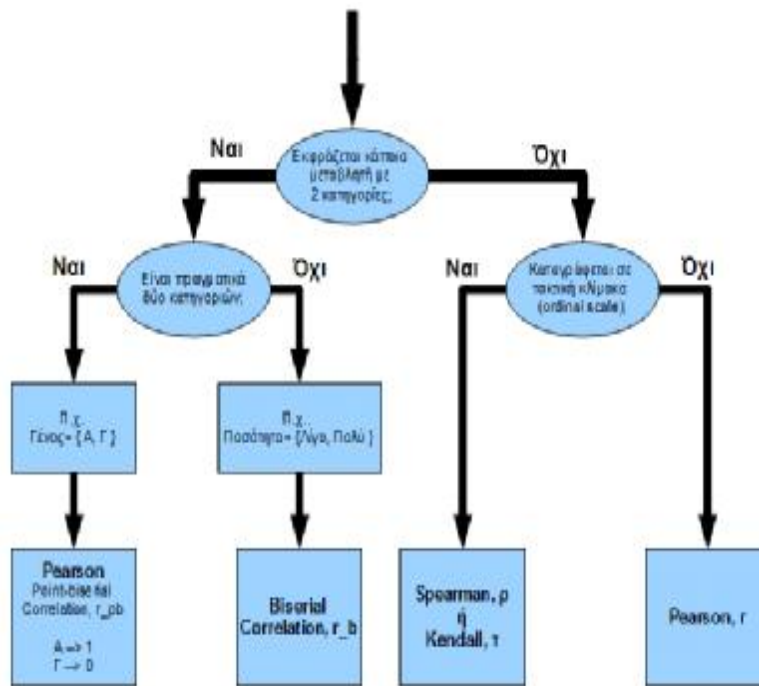 Ναι
Εκφράζεται κάποια
μεταβλητή με
2 κατηγορίες;
Όχι
Ναι
Είναι πραγματικά
δύο κατηγοριών;
Όχι
Ναι
Καταγράφεται σε
τακτική κλίμακα
(ordinal scale)
Όχι
Π.χ.
Γένος= { Α, Γ }
Π.χ.
Ποσότητα= {Λίγο, Πολύ }
Pearson
Point-biserial
Correlation, r_pb
Α => 1
Γ => 0
Biserial
Correlation, r_b
Spearman, ρ
ή
Kendall, τ
Pearson, r